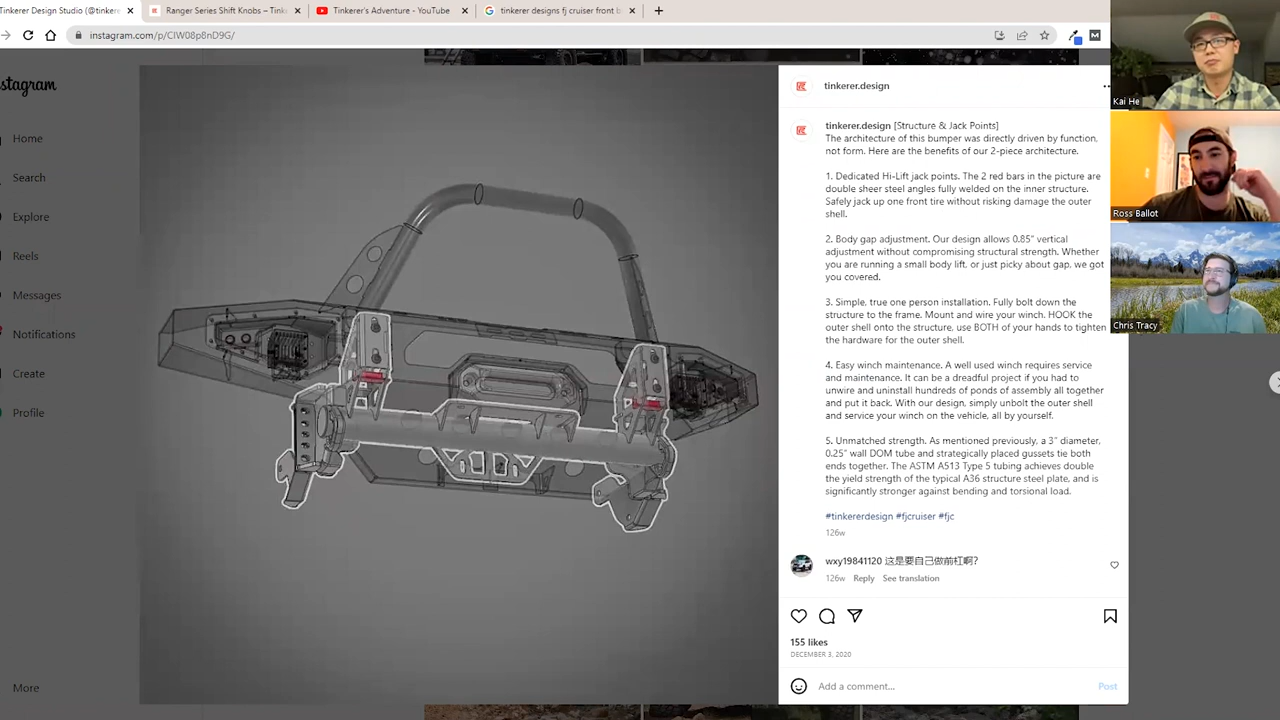 Tinkerer Design Studio (@tinkere
Ranger Series Shift Knobs – Tink
Tinkerer's Adventure - YouTube
tinkerer designs fj cruiser front b
instagram.com/p/CIW08p8nD9G/
stagram
Home
Search
Explore
Reels
Messages
Notifications
Create
Profile
More
tinkerer.design
tinkerer.design [Structure & Jack Points]
The architecture of this bumper was directly driven by function,
not form. Here are the benefits of our 2-piece architecture.
1. Dedicated Hi-Lift jack points. The 2 red bars in the picture are
double sheer steel angles fully welded on the inner structure.
Safely jack up one front tire without risking damage the outer
shell.
2. Body gap adjustment. Our design allows 0.85" vertical
adjustment without compromising structural strength. Whether
you are running a small body lift, or just picky about gap, we got
you covered.
3. Simple, true one person installation. Fully bolt down the
structure to the frame. Mount and wire your winch. HOOK the
outer shell onto the structure, use BOTH of your hands to tighten
the hardware for the outer shell.
4. Easy winch maintenance. A well used winch requires service
and maintenance. It can be a dreadful project if you had to
unwire and uninstall hundreds of ponds of assembly all together
and put it back. With our design, simply unbolt the outer shell
and service your winch on the vehicle, all by yourself.
5. Unmatched strength. As mentioned previously, a 3" diameter,
0.25" wall DOM tube and strategically placed gussets tie both
ends together. The ASTM A513 Type 5 tubing achieves double
the yield strength of the typical A36 structure steel plate, and is
significantly stronger against bending and torsional load.
#tinkererdesign #fjcruiser #fjc
126w
wxy19841120 这是要自己做前杠啊?
126w Reply See translation
155 likes
DECEMBER 3, 2020
Add a comment...
Post
Kai He
Ross Ballot
Chris Tracy